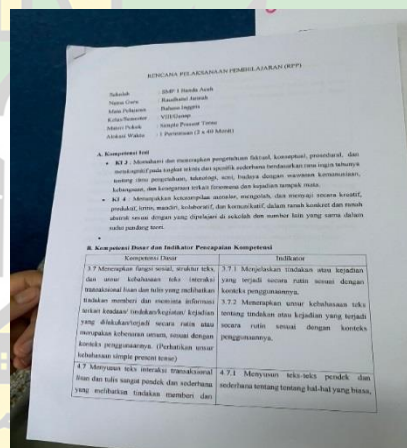 RENCANA PELAKSANAAN PEMBELAJARAN (RPP)
Sekolah : SMP 1 Banda Aceh
Nama Guru : Raudhatul Jannah
Mata Pelajaran : Bahasa Inggris
Kelas/Semester : VIII/Genap
Materi Pokok : Simple Present Tense
Alokasi Waktu : 1 Pertemuan (2 x 40 Menit)
A. Kompetensi Inti
• KI 3 : Memahami dan menerapkan pengetahuan faktual, konseptual, prosedural, dan
metakognitif pada tingkat teknis dan spesifik sederhana berdasarkan rasa ingin tahunya
tentang ilmu pengetahuan, teknologi, seni, budaya dengan wawasan kemanusiaan,
kebangsaan, dan kenegaraan terkait fenomena dan kejadian tampak mata.
• KI 4 : Menunjukkan keterampilan menalar, mengolah, dan menyaji secara kreatif,
produktif, kritis, mandiri, kolaboratif, dan komunikatif, dalam ranah konkret dan ranah
abstrak sesuai dengan yang dipelajari di sekolah dan sumber lain yang sama dalam
sudut pandang teori.
•
B. Kompetensi Dasar dan Indikator Pencapaian Kompetensi
Kompetensi Dasar
Indikator
3.7 Menerapkan fungsi sosial, struktur teks,
dan unsur kebahasaan teks interaksi
transaksional lisan dan tulis yang melibatkan
tindakan memberi dan meminta informasi
terkait keadaan/ tindakan/kegiatan/ kejadian
yang dilakukan/terjadi secara rutin atau
merupakan kebenaran umum, sesuai dengan
konteks penggunaannya. (Perhatikan unsur
kebahasaan simple present tense)
3.7.1 Menjelaskan tindakan atau kejadian
yang terjadi secara rutin sesuai dengan
konteks penggunaannya.
3.7.2 Menerapkan unsur kebahasaan teks
tentang tindakan atau kejadian yang terjadi
secara rutin sesuai dengan konteks
penggunaannya.
4.7 Menyusun teks interaksi transaksional
lisan dan tulis sangat pendek dan sederhana
yang melibatkan tindakan memberi dan
4.7.1 Menyusun teks-teks pendek dan
sederhana tentang tentang hal-hal yang biasa,